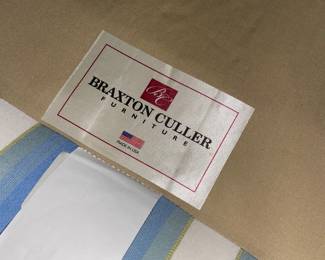 BC
BRAXTON CULLER
FURNITURE
MADE IN USA